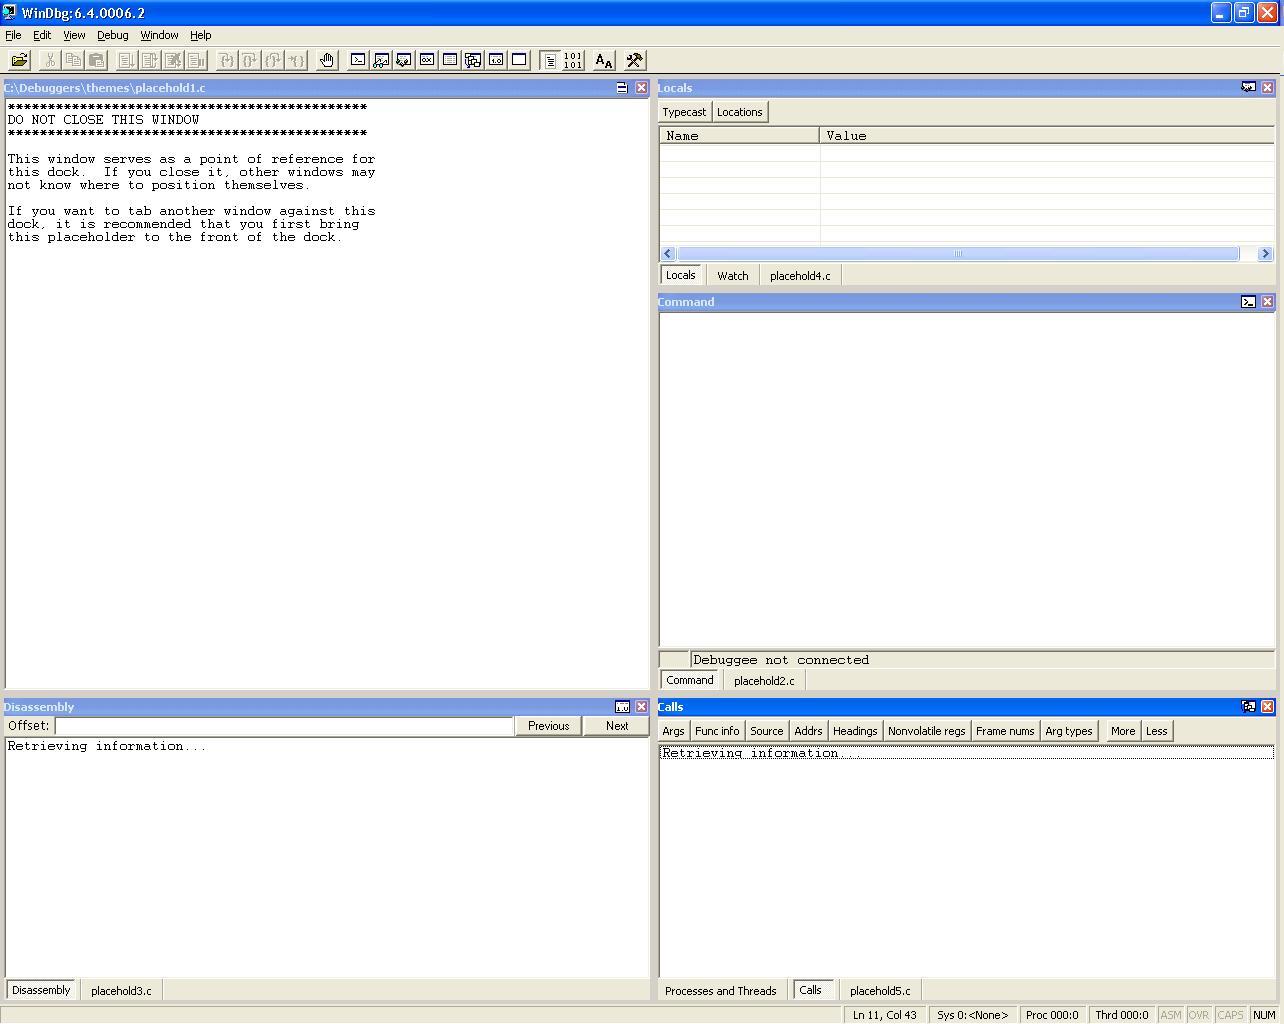 WinDbg:6.4.0006.2
File Edit View Debug Window Help
101
101
AA
C:\Debuggers\themes\placehold1.c
*********************************************
DO NOT CLOSE THIS WINDOW
*********************************************
This window serves as a point of reference for
this dock.  If you close it, other windows may
not know where to position themselves.
If you want to tab another window against this
dock, it is recommended that you first bring
this placeholder to the front of the dock.
Locals
Typecast Locations
Name Value
Locals Watch placehold4.c
Command
Debuggee not connected
Command placehold2.c
Disassembly
Offset: Previous Next
Retrieving information...
Disassembly placehold3.c
Calls
Args Func info Source Addrs Headings Nonvolatile regs Frame nums Arg types More Less
Retrieving information...
Processes and Threads Calls placehold5.c
Ln 11, Col 43 Sys 0:<None> Proc 000:0 Thrd 000:0 ASM OVR CAPS NUM